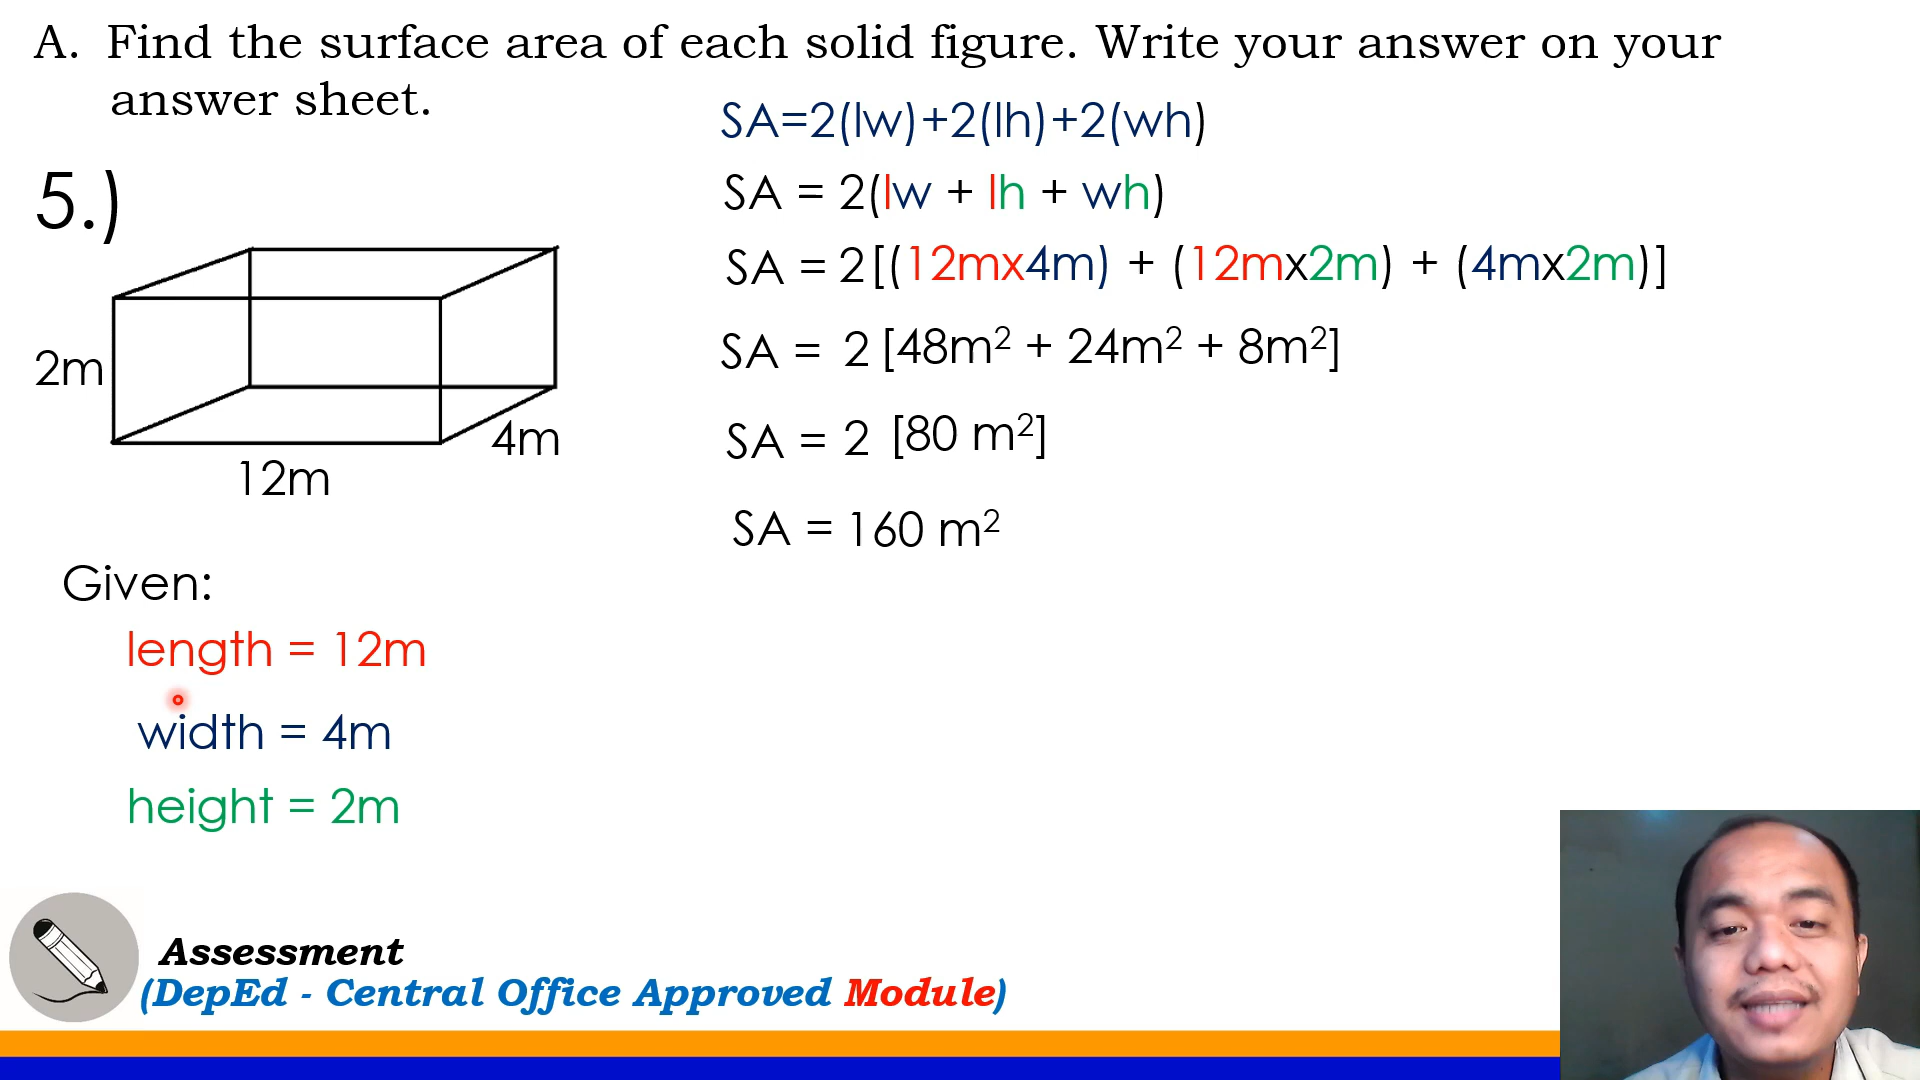 A. Find the surface area of each solid figure. Write your answer on your
answer sheet.
SA=2(lw)+2(lh)+2(wh)
5.)
SA = 2(lw + lh + wh)
SA = 2[(12mx4m) + (12mx2m) + (4mx2m)]
2m
SA = 2 [48m² + 24m² + 8m²]
4m
SA = 2 [80 m²]
12m
SA = 160 m²
Given:
length = 12m
width = 4m
height = 2m
Assessment
(DepEd - Central Office Approved Module)